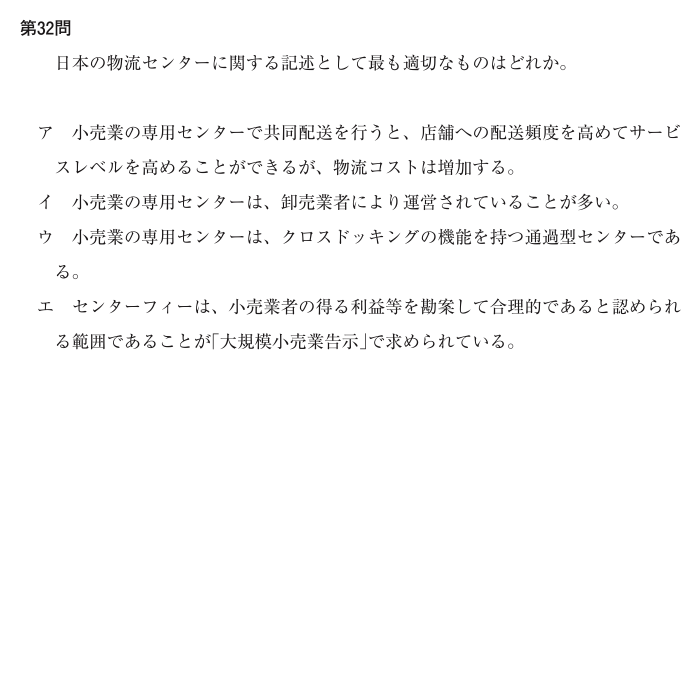 第32問
日本の物流センターに関する記述として最も適切なものはどれか。
ア 小売業の専用センターで共同配送を行うと、店舗への配送頻度を高めてサービ
スレベルを高めることができるが、物流コストは増加する。
イ 小売業の専用センターは、卸売業者により運営されていることが多い。
ウ 小売業の専用センターは、クロスドッキングの機能を持つ通過型センターであ
る。
エ センターフィーは、小売業者の得る利益等を勘案して合理的であると認められ
る範囲であることが「大規模小売業告示」で求められている。